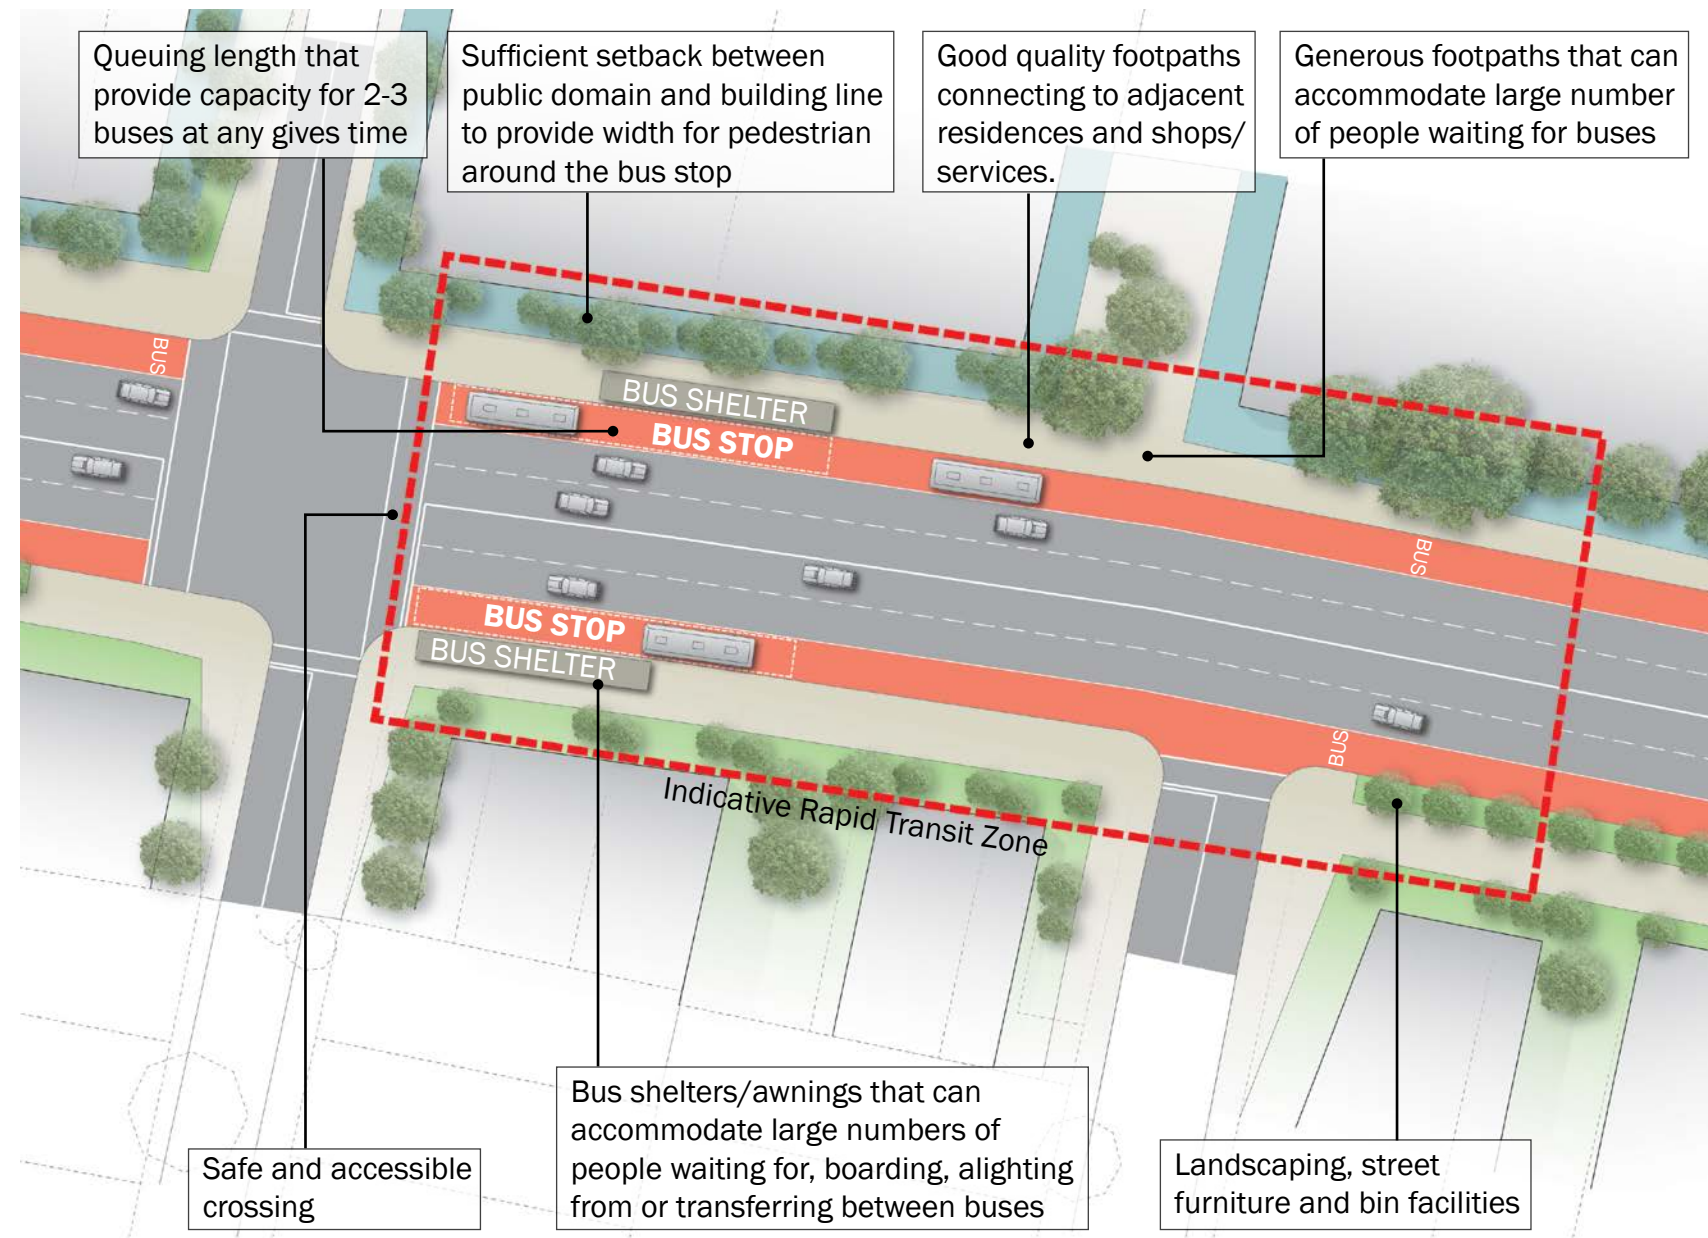 Queuing length that
provide capacity for 2-3
buses at any gives time
Sufficient setback between
public domain and building line
to provide width for pedestrian
around the bus stop
Good quality footpaths
connecting to adjacent
residences and shops/
services.
Generous footpaths that can
accommodate large number
of people waiting for buses
BUS
BUS SHELTER
BUS STOP
BUS
BUS STOP
BUS SHELTER
BUS
Indicative Rapid Transit Zone
Safe and accessible
crossing
Bus shelters/awnings that can
accommodate large numbers of
people waiting for, boarding, alighting
from or transferring between buses
Landscaping, street
furniture and bin facilities